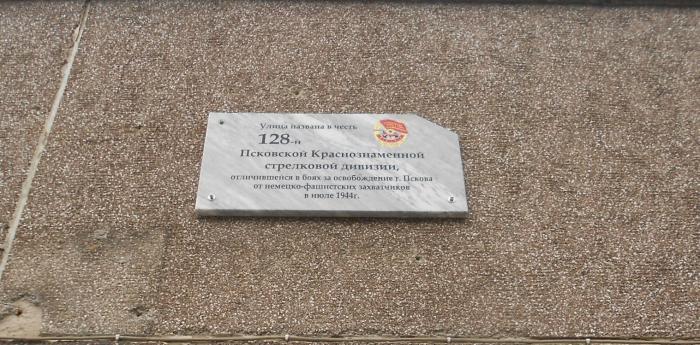 Улица названа в честь
128-й
Псковской Краснознаменной
стрелковой дивизии,
отличившейся в боях за освобождение г. Пскова
от немецко-фашистских захватчиков
в июле 1944г.